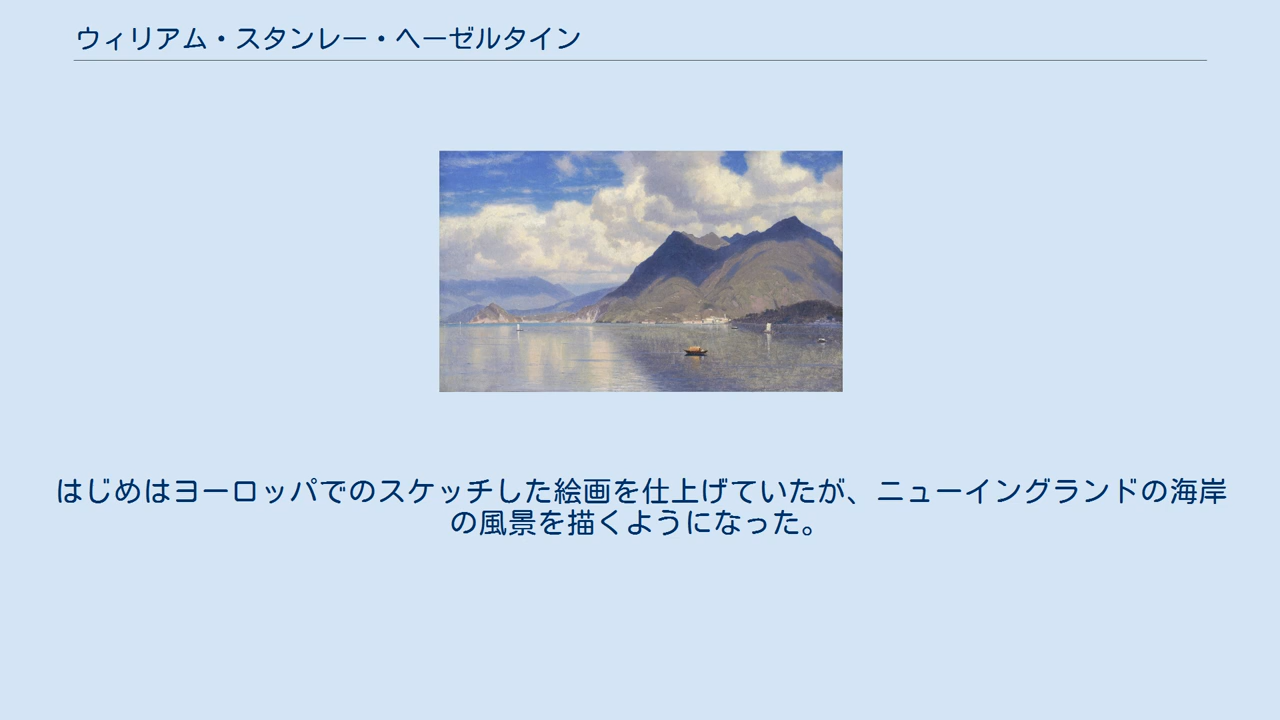 ウィリアム・スタンレー・ヘーゼルタイン
はじめはヨーロッパでのスケッチした絵画を仕上げていたが、ニューイングランドの海岸
の風景を描くようになった。